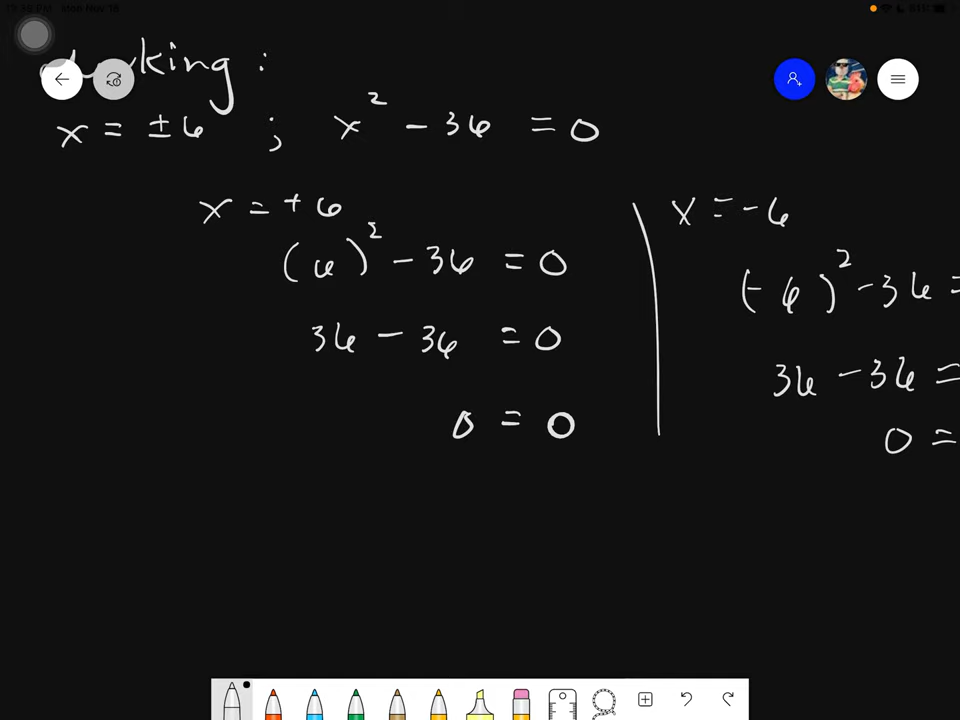 king :
x = ±6 ; x² - 36 = 0
x = +6
(6)² - 36 = 0
36 - 36 = 0
0 = 0
x = -6
(-6)² - 36 =
36 - 36 =
0 =